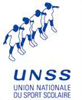 UNSS
UNION NATIONALE
DU SPORT SCOLAIRE